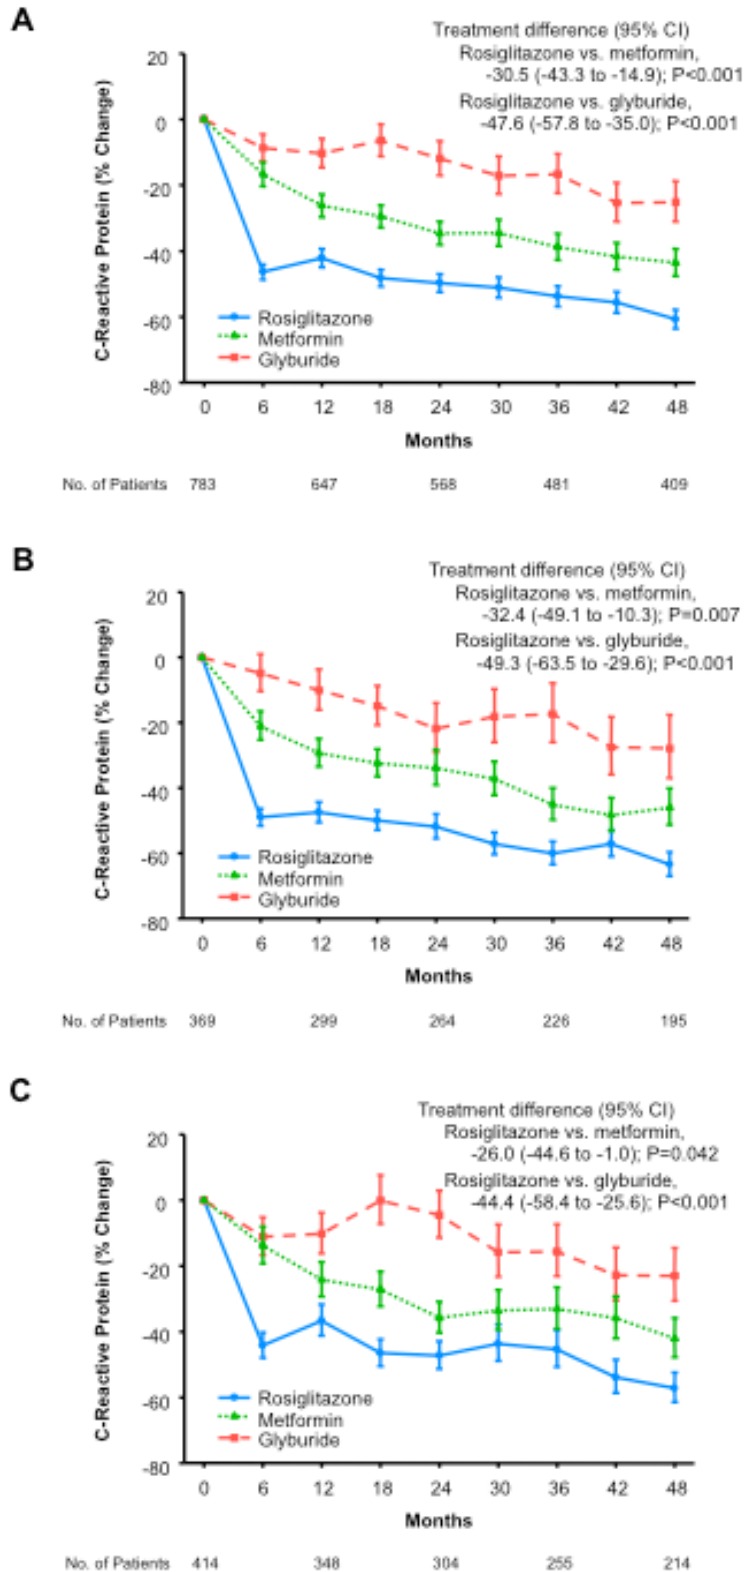 A
Treatment difference (95% CI)
Rosiglitazone vs. metformin,
-30.5 (-43.3 to -14.9); P<0.001
Rosiglitazone vs. glyburide,
-47.6 (-57.8 to -35.0); P<0.001
C-Reactive Protein (% Change)
20
0
-20
-40
-60
-80
Rosiglitazone
Metformin
Glyburide
0 6 12 18 24 30 36 42 48
Months
No. of Patients 783 647 568 481 409
B
Treatment difference (95% CI)
Rosiglitazone vs. metformin,
-32.4 (-49.1 to -10.3); P=0.007
Rosiglitazone vs. glyburide,
-49.3 (-63.5 to -29.6); P<0.001
C-Reactive Protein (% Change)
20
0
-20
-40
-60
-80
Rosiglitazone
Metformin
Glyburide
0 6 12 18 24 30 36 42 48
Months
No. of Patients 369 299 264 226 195
C
Treatment difference (95% CI)
Rosiglitazone vs. metformin,
-26.0 (-44.6 to -1.0); P=0.042
Rosiglitazone vs. glyburide,
-44.4 (-58.4 to -25.6); P<0.001
C-Reactive Protein (% Change)
20
0
-20
-40
-60
-80
Rosiglitazone
Metformin
Glyburide
0 6 12 18 24 30 36 42 48
Months
No. of Patients 414 348 304 255 214